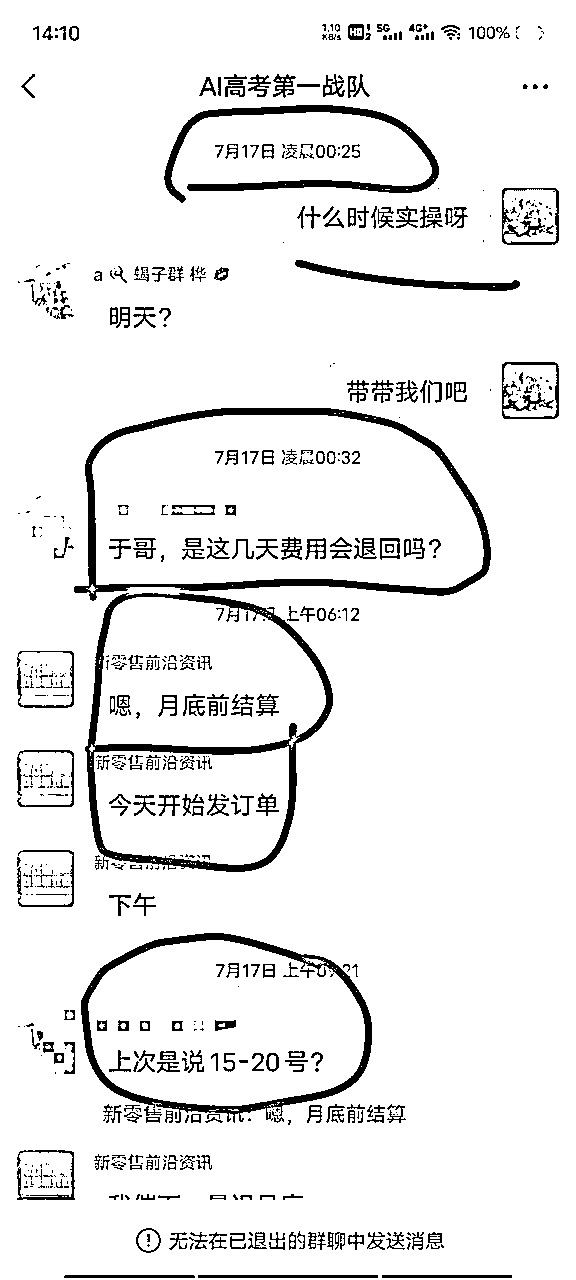 14:10
1.10 KB/s HD 1 2 5G 4G+ 100%
AI高考第一战队
7月17日 凌晨00:25
什么时候实操呀
a 蝎子群 桦
明天?
带带我们吧
7月17日 凌晨00:32
于哥，是这几天费用会退回吗?
7月17日 上午06:12
新零售前沿资讯
嗯，月底前结算
新零售前沿资讯
今天开始发订单
新零售前沿资讯
下午
7月17日 上午09:21
上次是说15-20号?
新零售前沿资讯：嗯，月底前结算
新零售前沿资讯
无法在已退出的群聊中发送消息